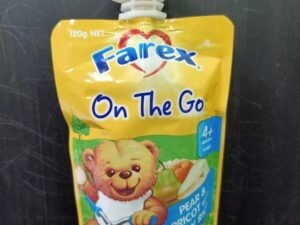 120g NET
Farex
On The Go
4+
PEAR &